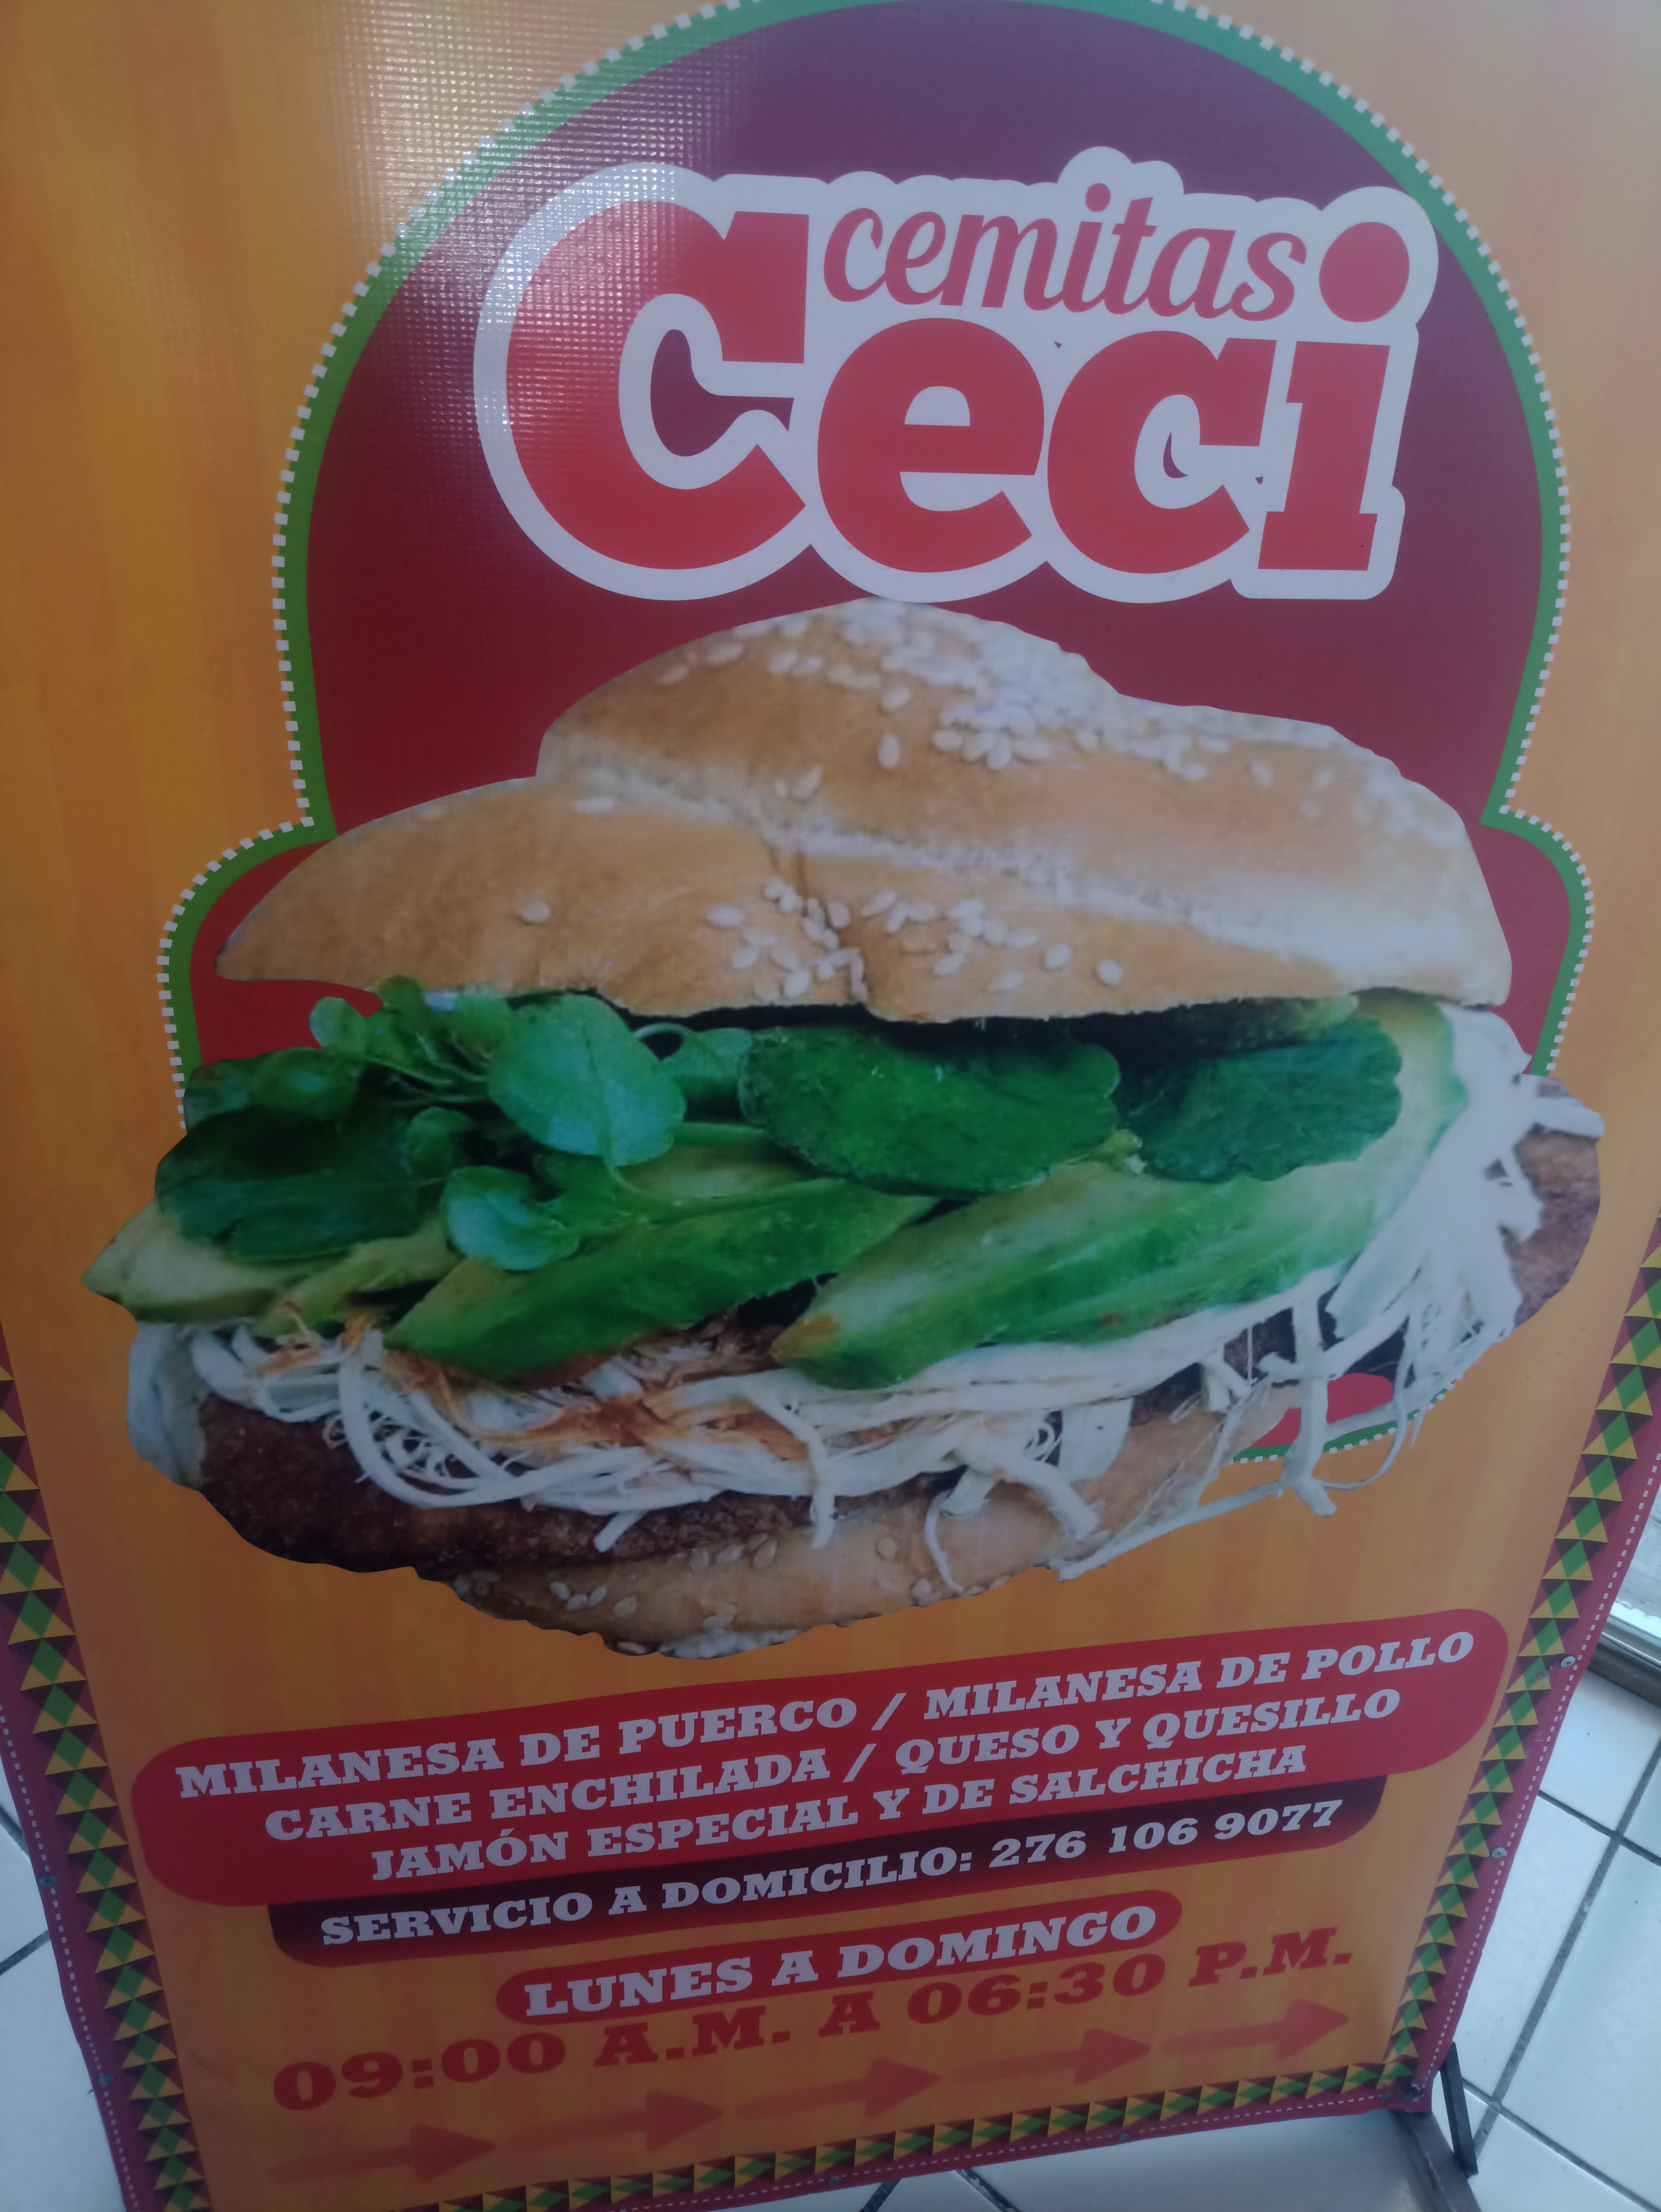 cemitas
Ceci
MILANESA DE PUERCO / MILANESA DE POLLO
CARNE ENCHILADA / QUESO Y QUESILLO
JAMÓN ESPECIAL Y DE SALCHICHA
SERVICIO A DOMICILIO: 276 106 9077
LUNES A DOMINGO
09:00 A.M. A 06:30 P.M.